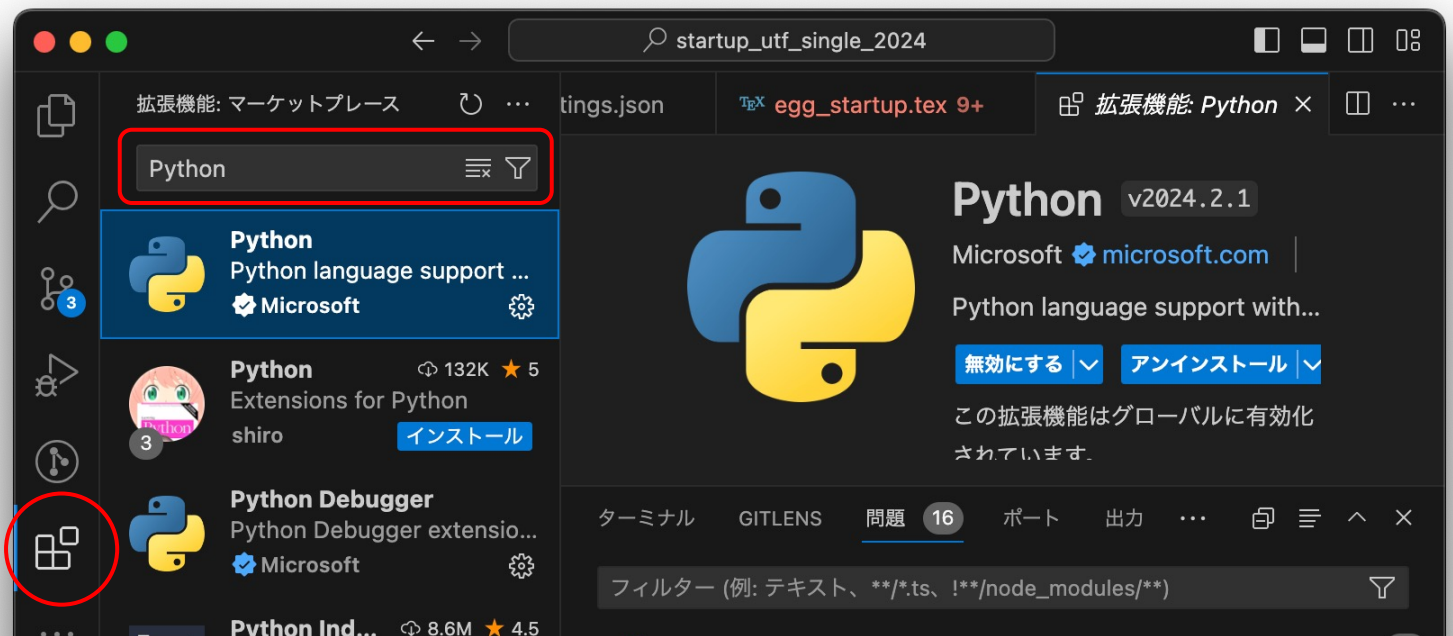 startup_utf_single_2024
拡張機能: マーケットプレース
tings.json
TEX egg_startup.tex 9+
拡張機能: Python
Python
Python
Python language support ...
Microsoft
Python
132K
5
Extensions for Python
Python
3
shiro
インストール
Python Debugger
Python Debugger extensio...
Microsoft
Python Ind...
8.6M
4.5
3
Python
v2024.2.1
Microsoft
microsoft.com
Python language support with...
無効にする
アンインストール
この拡張機能はグローバルに有効化
されています。
ターミナル
GITLENS
問題
16
ポート
出力
フィルター (例: テキスト、**/*.ts、!**/node_modules/**)